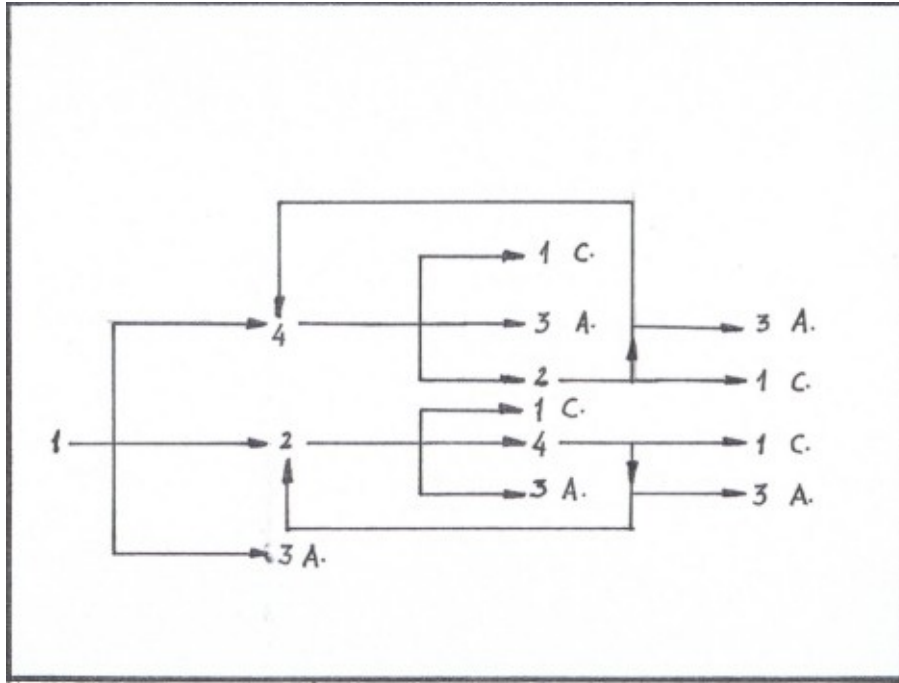 1 C.
4 3 A. 3 A.
2 1 C.
1 C.
1 2 4 1 C.
3 A. 3 A.
3 A.